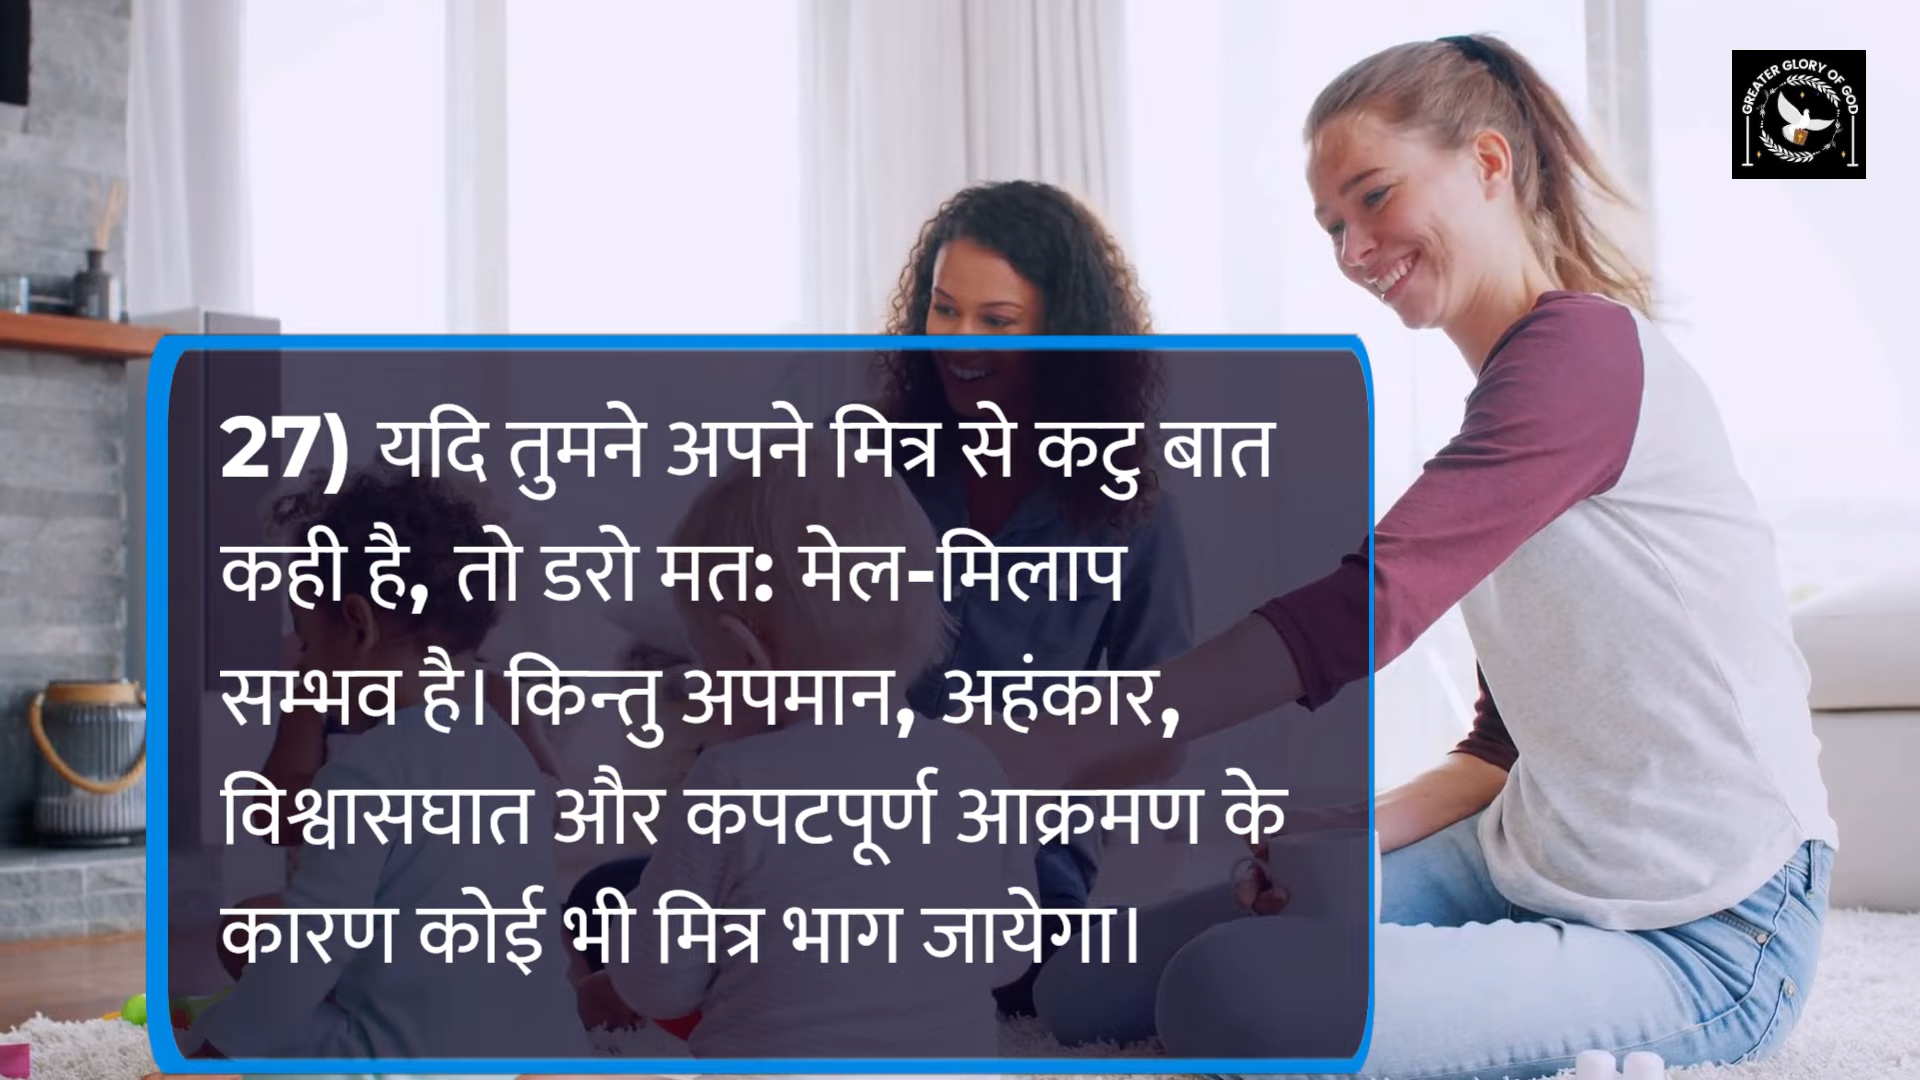 GREATER GLORY OF GOD
27) यदि तुमने अपने मित्र से कटु बात
कही है, तो डरो मत: मेल-मिलाप
सम्भव है। किन्तु अपमान, अहंकार,
विश्वासघात और कपटपूर्ण आक्रमण के
कारण कोई भी मित्र भाग जायेगा।